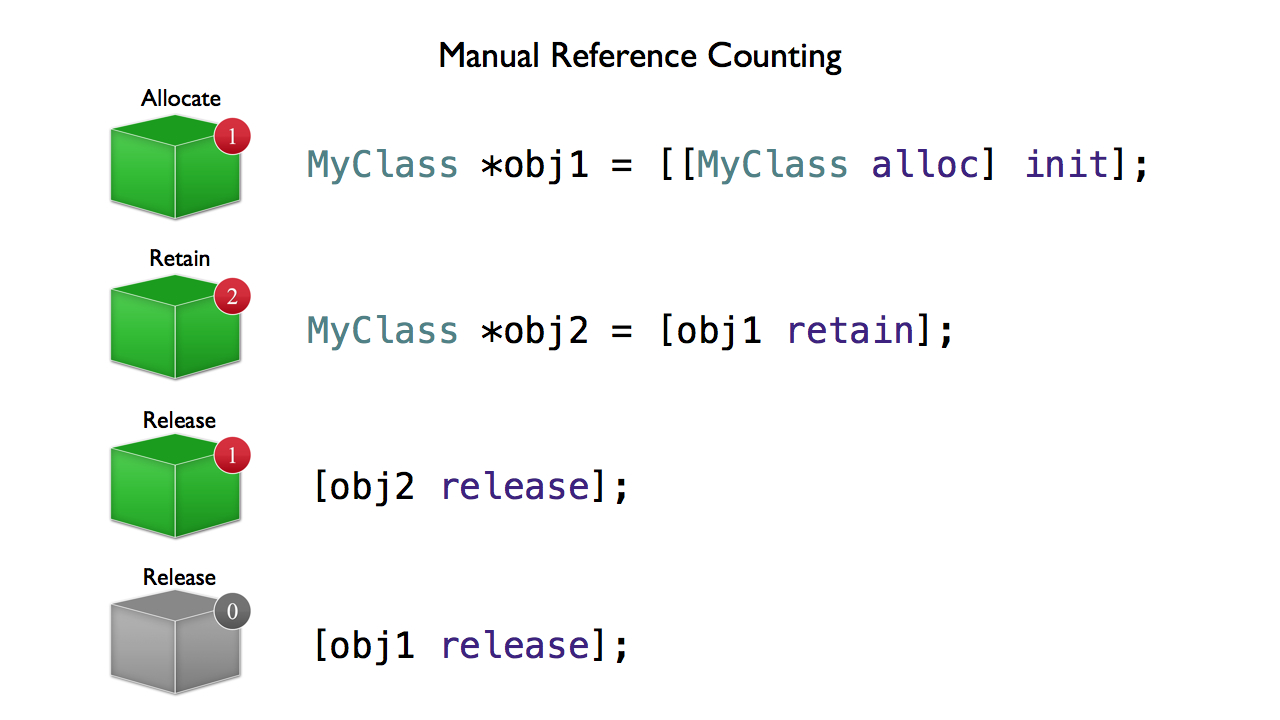 Manual Reference Counting
Allocate
1
MyClass *obj1 = [[MyClass alloc] init];
Retain
2
MyClass *obj2 = [obj1 retain];
Release
1
[obj2 release];
Release
0
[obj1 release];